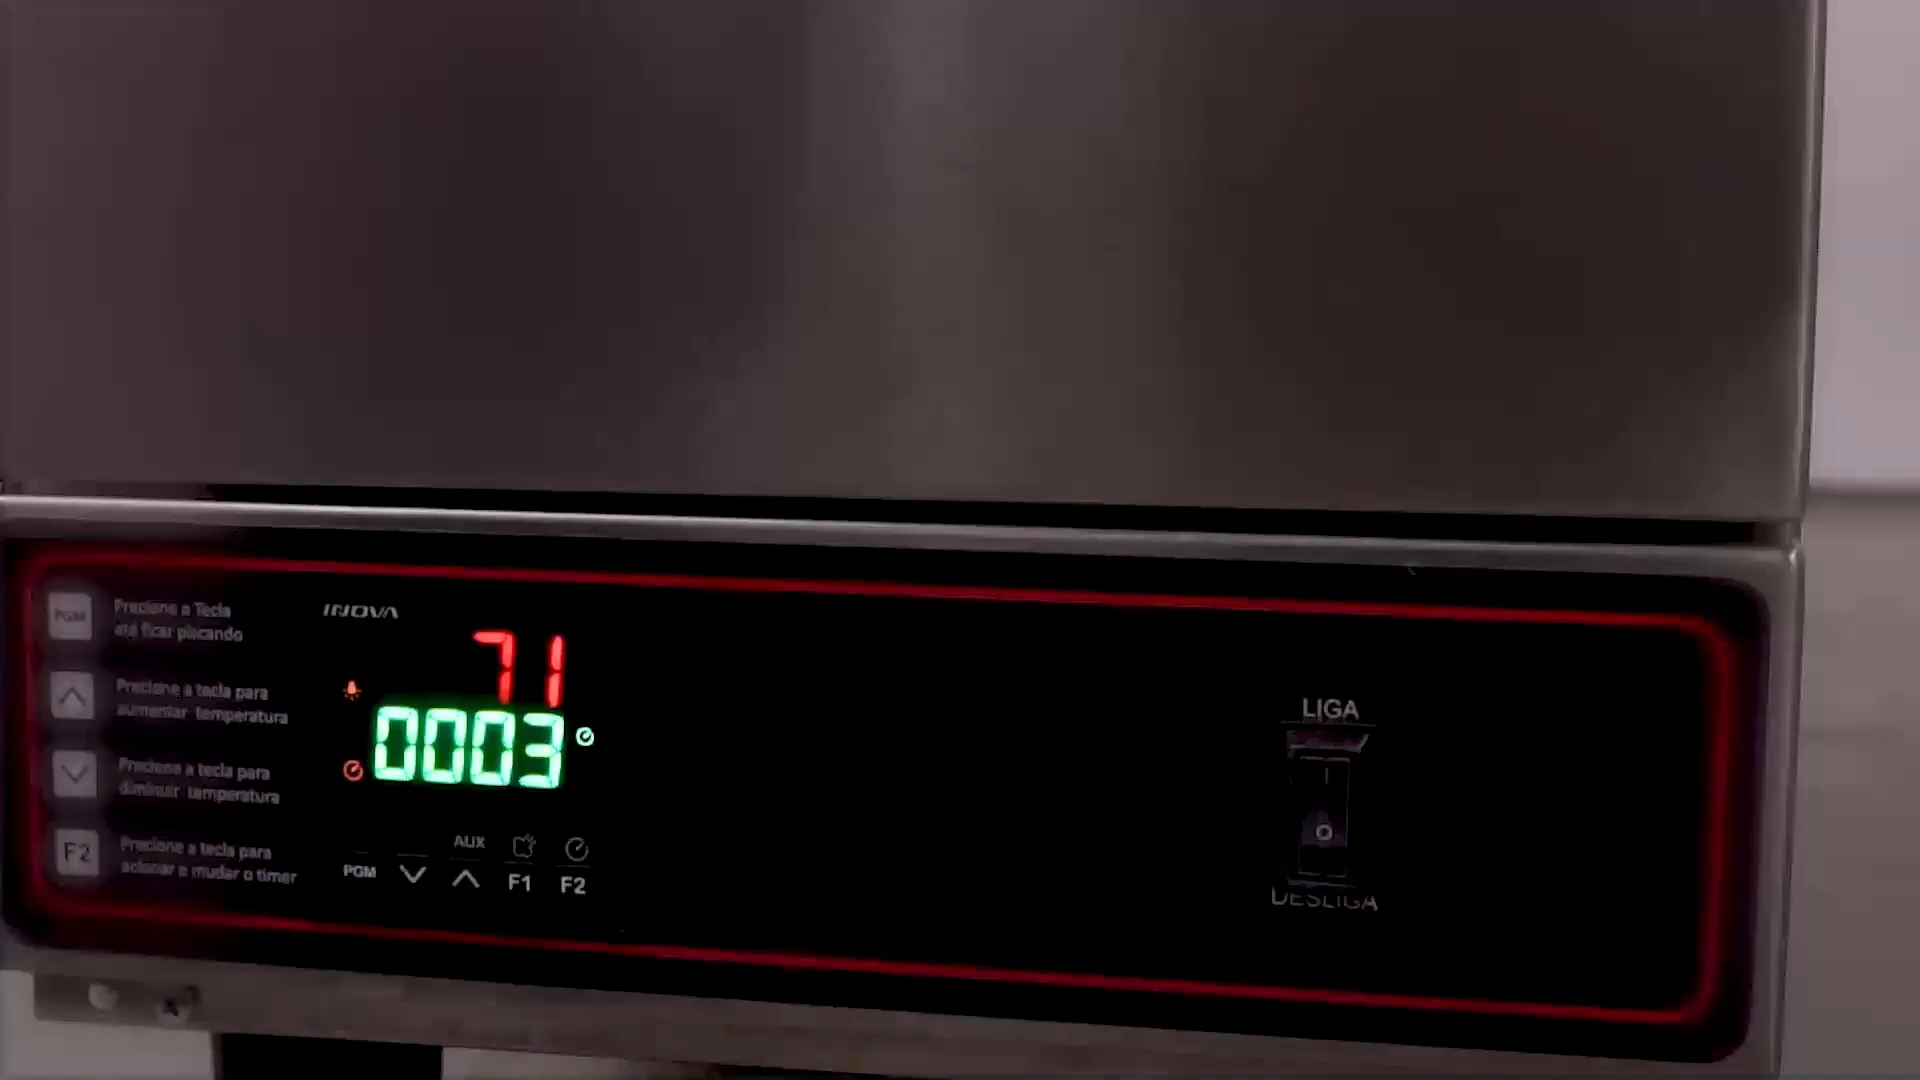 PGM
Precione a Tecla
até ficar piscando
Precione a tecla para
aumentar temperatura
Precione a tecla para
diminuir temperatura
F2
Precione a tecla para
acionar e mudar o timer
INOVA
71
0003
AUX
PGM
F1
F2
LIGA
I
O
DESLIGA